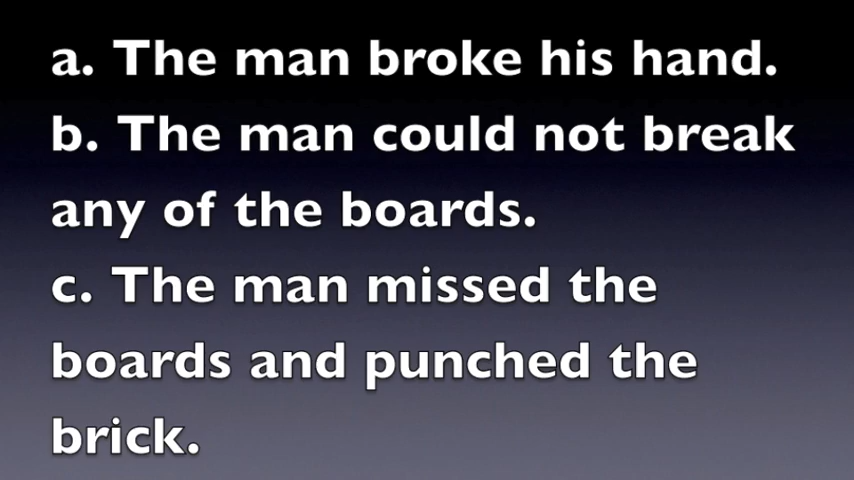 a. The man broke his hand.
b. The man could not break
any of the boards.
c. The man missed the
boards and punched the
brick.